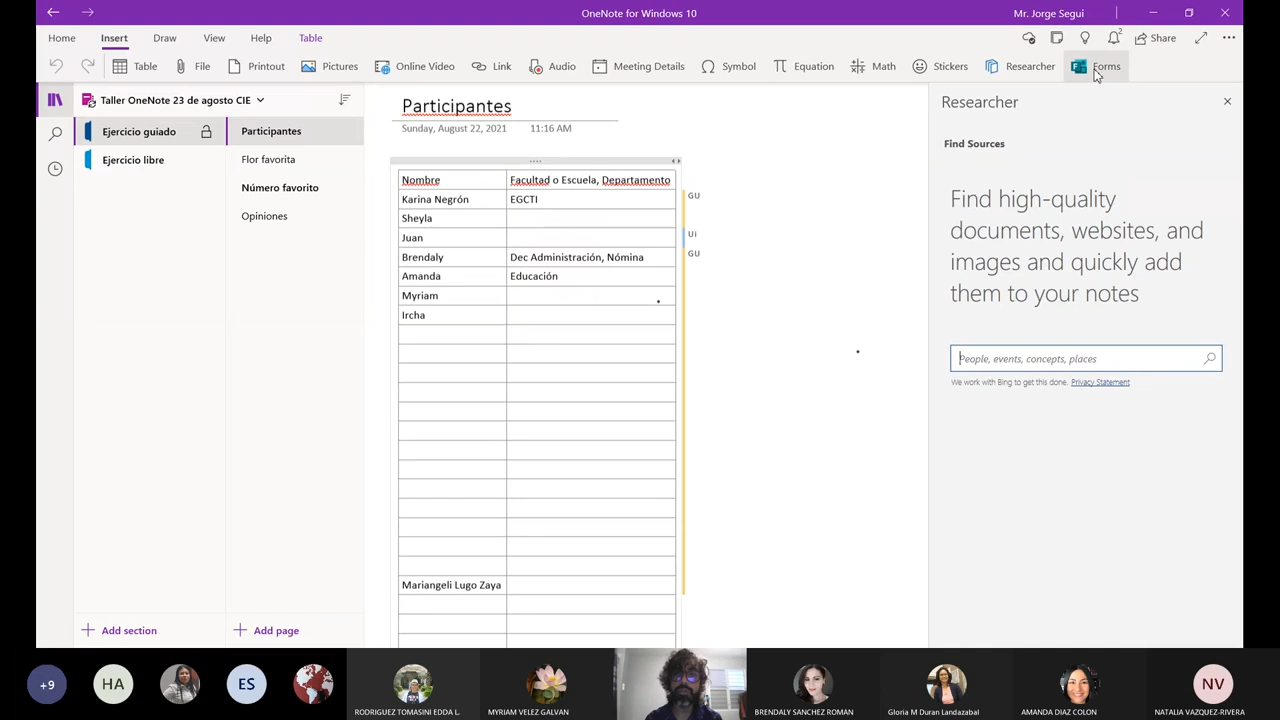 OneNote for Windows 10
Mr. Jorge Segui
Home
Insert
Draw
View
Help
Table
2
Share
Table
File
Printout
Pictures
Online Video
Link
Audio
Meeting Details
Symbol
Equation
Math
Stickers
Researcher
Forms
Taller OneNote 23 de agosto CIE
Ejercicio guiado
Ejercicio libre
Participantes
Flor favorita
Número favorito
Opiniones
Add section
Add page
Participantes
Sunday, August 22, 2021 11:16 AM
Nombre Facultad o Escuela, Departamento
Karina Negrón EGCTI
Sheyla
Juan
Brendaly Dec Administración, Nómina
Amanda Educación
Myriam
Ircha
Mariangeli Lugo Zaya
GU
Ui
GU
Researcher
Find Sources
Find high-quality
documents, websites, and
images and quickly add
them to your notes
People, events, concepts, places
We work with Bing to get this done. Privacy Statement
+9
HA
ES
RODRIGUEZ TOMASINI EDDA L.
MYRIAM VELEZ GALVAN
BRENDALY SANCHEZ ROMAN
Gloria M Duran Landazabal
AMANDA DIAZ COLON
NV
NATALIA VAZQUEZ-RIVERA